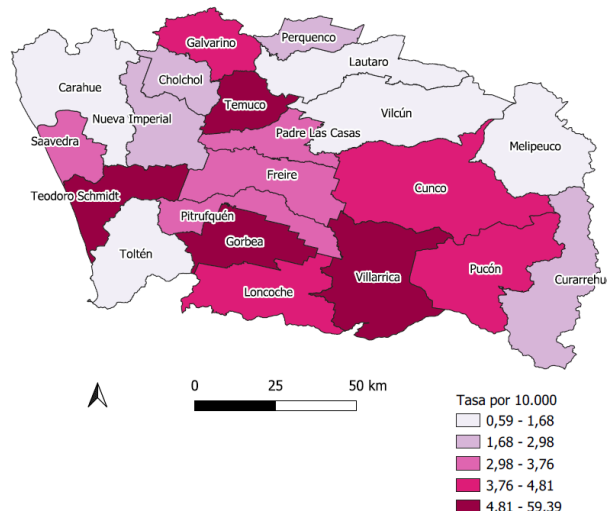 Galvarino
Perquenco
Lautaro
Carahue
Cholchol
Temuco
Vilcún
Nueva Imperial
Padre Las Casas
Saavedra
Melipeuco
Freire
Cunco
Teodoro Schmidt
Pitrufquén
Gorbea
Toltén
Villarrica
Pucón
Curarrehue
Loncoche
0 25 50 km
Tasa por 10.000
0,59 - 1,68
1,68 - 2,98
2,98 - 3,76
3,76 - 4,81
4,81 - 59,39